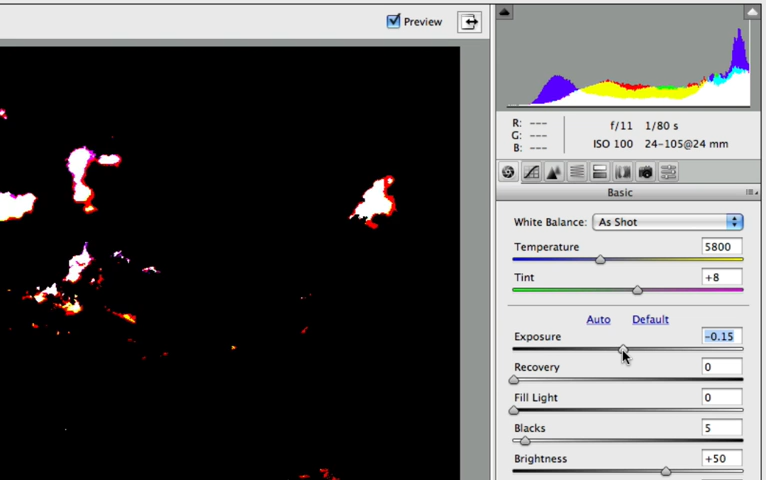 Preview
R: ---
G: ---
B: ---
f/11 1/80 s
ISO 100 24-105@24 mm
Basic
White Balance: As Shot
Temperature 5800
Tint +8
Auto Default
Exposure -0.15
Recovery 0
Fill Light 0
Blacks 5
Brightness +50